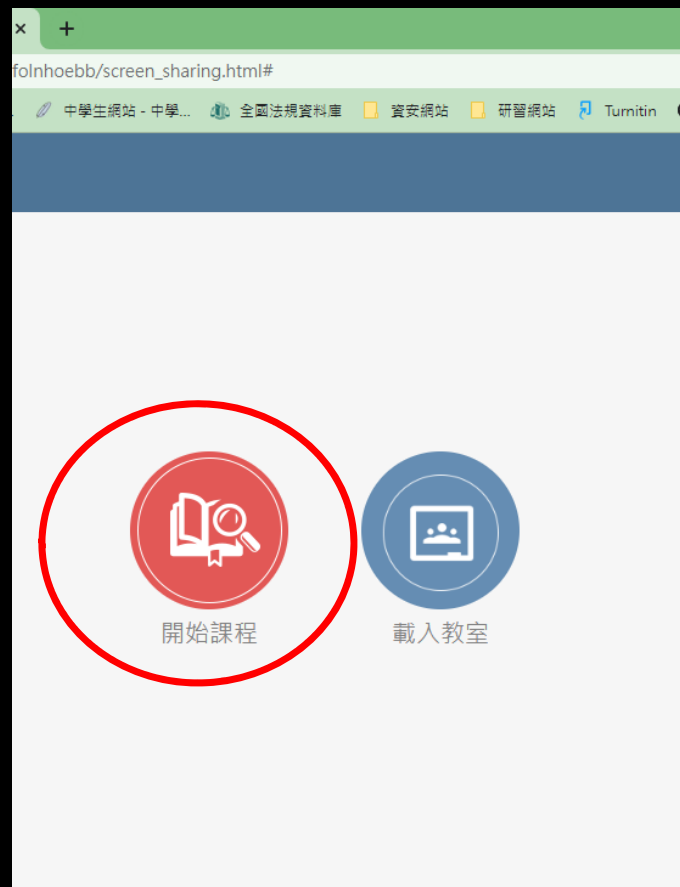 folnhoebb/screen_sharing.html#
中學生網站 - 中學... 全國法規資料庫 資安網站 研習網站 Turnitin
開始課程 載入教室